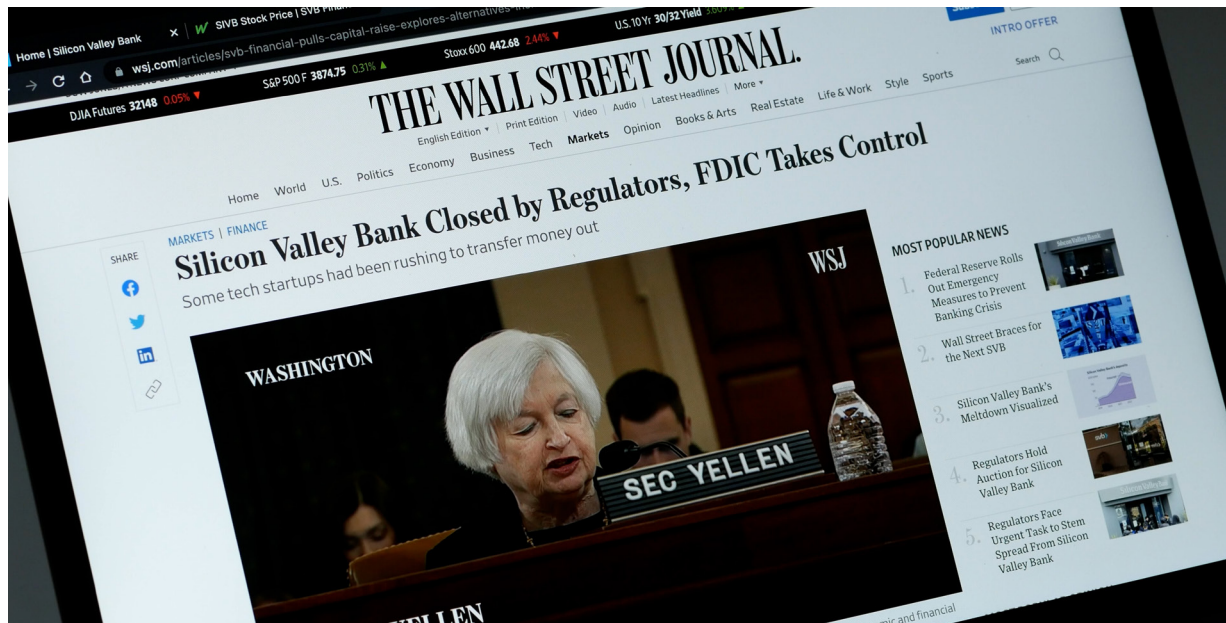 Home | Silicon Valley Bank
SIVB Stock Price | SVB Finan
wsj.com/articles/svb-financial-pulls-capital-raise-explores-alternatives-in
DJIA Futures 32148 0.05% ▼
S&P 500 F 3874.75 0.31% ▲
Stoxx 600 442.68 2.44% ▼
U.S. 10 Yr 30/32 Yield
THE WALL STREET JOURNAL.
INTRO OFFER
English Edition ▾ | Print Edition | Video | Audio | Latest Headlines | More ▾
Search
Home World U.S. Politics Economy Business Tech Markets Opinion Books & Arts Real Estate Life & Work Style Sports
SHARE
MARKETS | FINANCE
Silicon Valley Bank Closed by Regulators, FDIC Takes Control
Some tech startups had been rushing to transfer money out
WSJ
WASHINGTON
SEC YELLEN
YELLEN
MOST POPULAR NEWS
1. Federal Reserve Rolls
Out Emergency
Measures to Prevent
Banking Crisis
2. Wall Street Braces for
the Next SVB
3. Silicon Valley Bank's
Meltdown Visualized
4. Regulators Hold
Auction for Silicon
Valley Bank
5. Regulators Face
Urgent Task to Stem
Spread From Silicon
Valley Bank
and financial